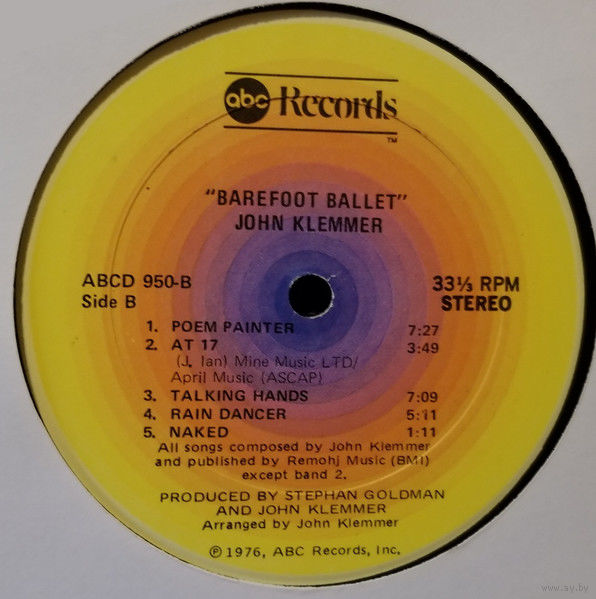 abc Records
TM
"BAREFOOT BALLET"
JOHN KLEMMER
ABCD 950-B
Side B
33⅓ RPM
STEREO
1. POEM PAINTER 7:27
2. AT 17 3:49
(J. Ian) Mine Music LTD/
April Music (ASCAP)
3. TALKING HANDS 7:09
4. RAIN DANCER 5:11
5. NAKED 1:11
All songs composed by John Klemmer
and published by Remohj Music (BMI)
except band 2.
PRODUCED BY STEPHAN GOLDMAN
AND JOHN KLEMMER
Arranged by John Klemmer
℗ 1976, ABC Records, Inc.
www.ay.by